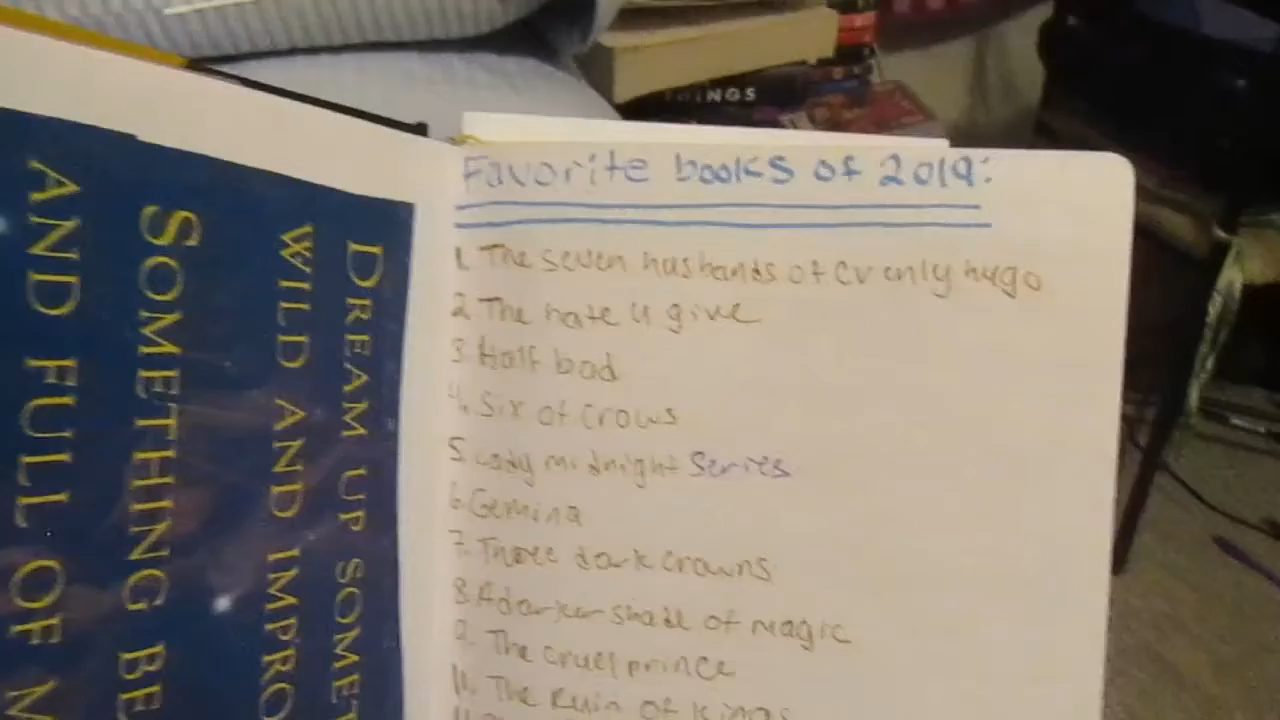 THINGS
Favorite books of 2019:
1. The seven husbands of evenly hugo
2. The hate u give
3. Half bad
4. Six of crows
5. Lady midnight Series
6. Gemina
7. Three dark crowns
8. A darker shade of magic
9. The cruel prince
11. The Ruin of kings
DREAM UP SOMET
WILD AND IMPRO
SOMETHING BE
AND FULL OF M